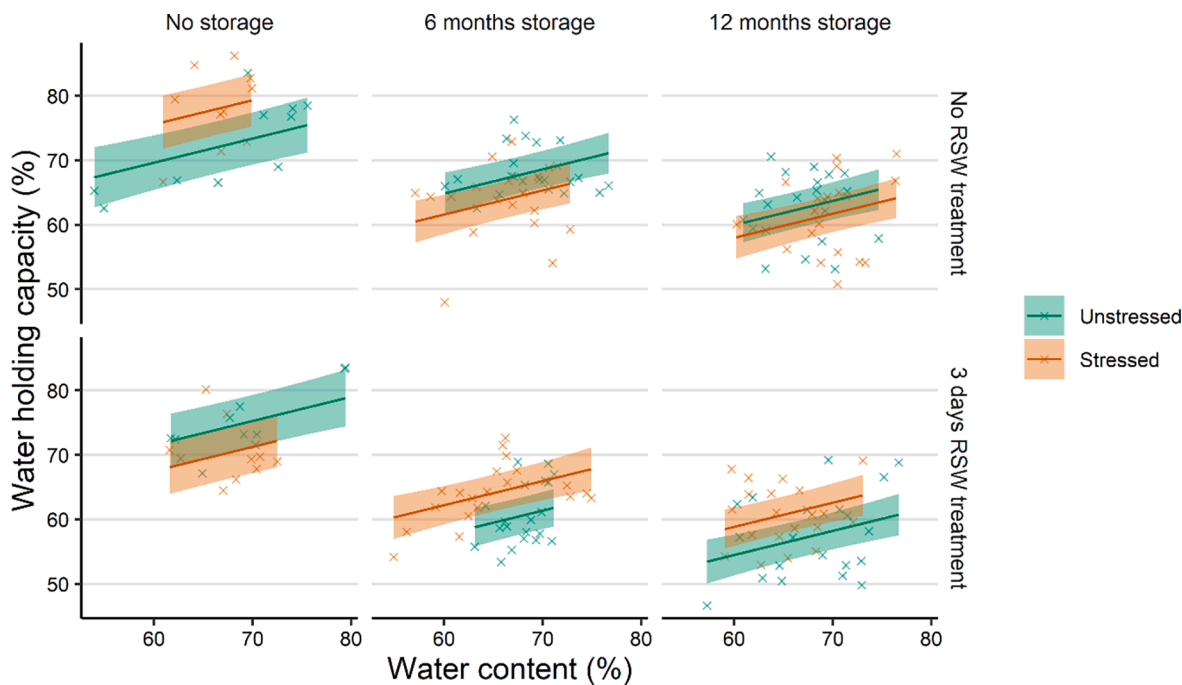 No storage
6 months storage
12 months storage
Water holding capacity (%)
80
70
60
50
No RSW
treatment
80
70
60
50
3 days RSW
treatment
60
70
80
60
70
80
60
70
80
Water content (%)
Unstressed
Stressed